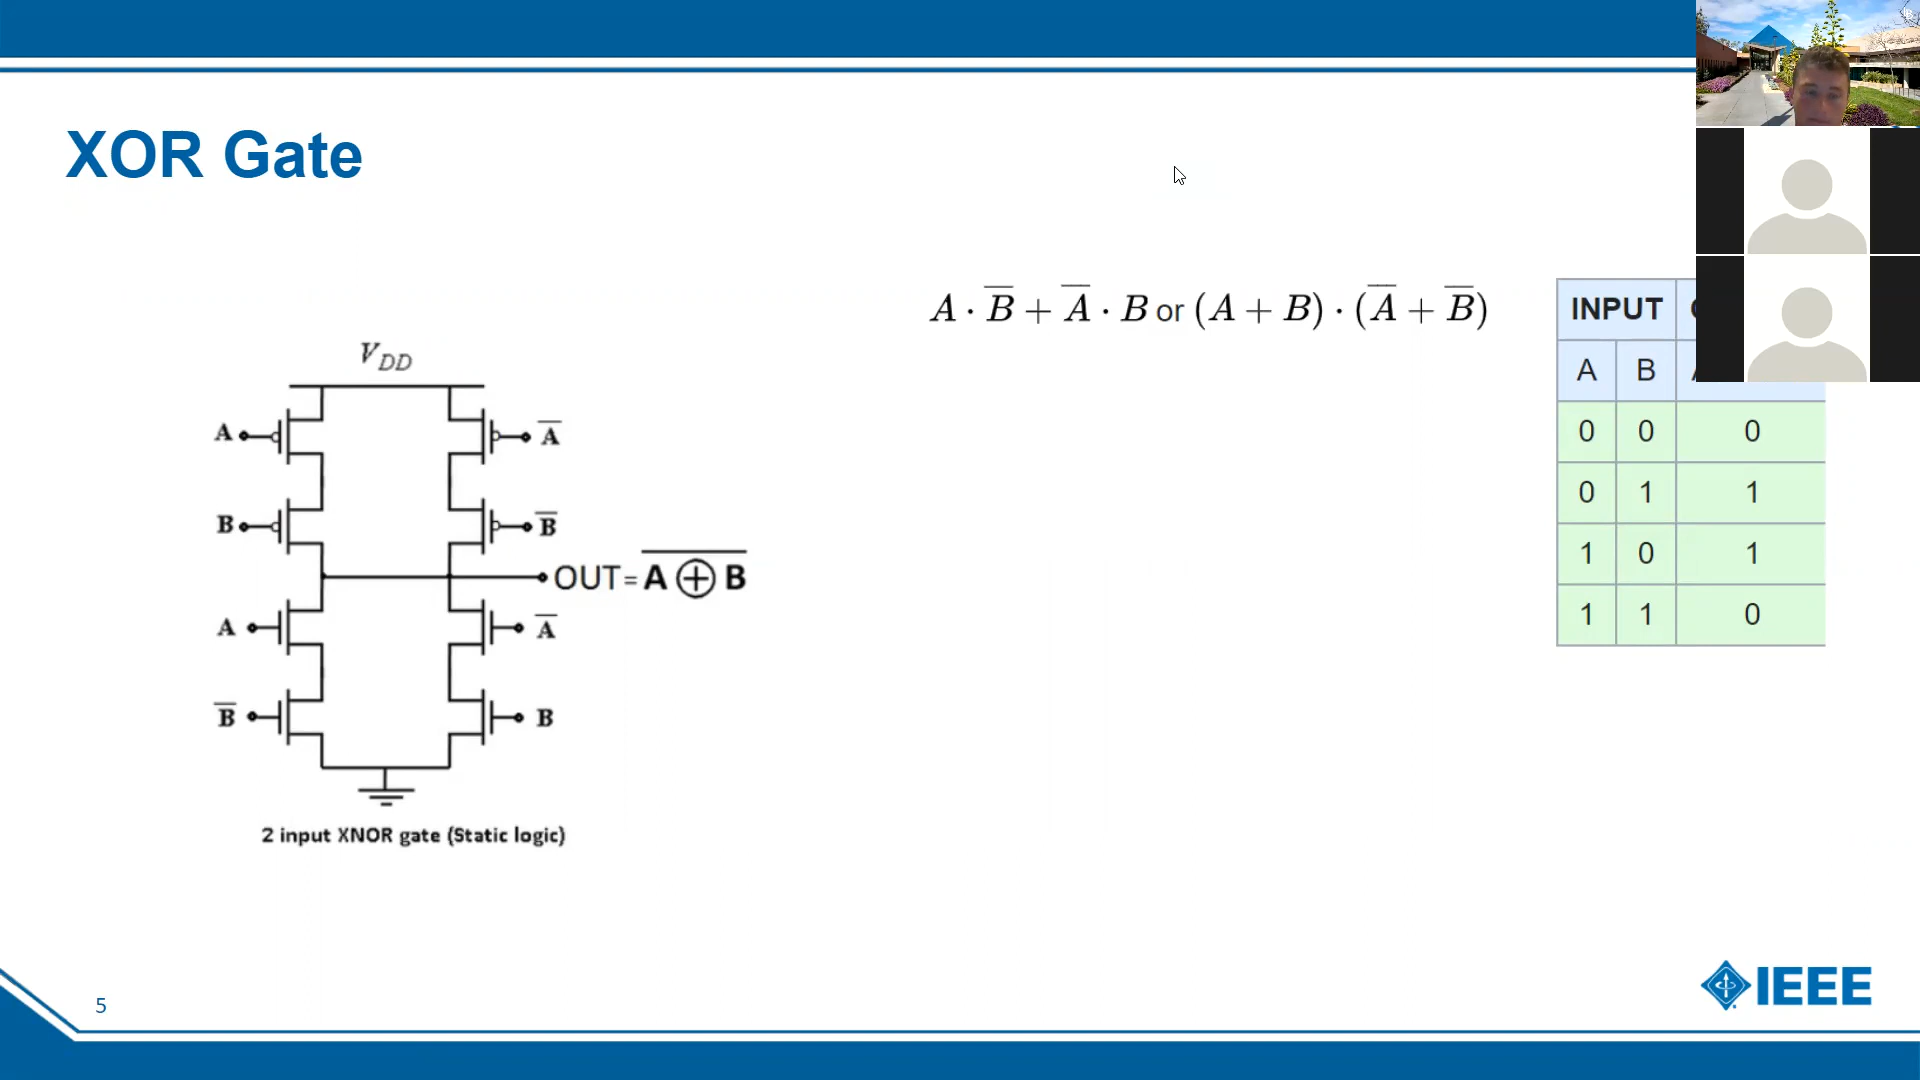 XOR Gate
A · B̅ + A̅ · B or (A + B) · (A̅ + B̅)
INPUT
A B
0 0 0
0 1 1
1 0 1
1 1 0
V_DD
A A̅
B B̅
OUT= A̅ ̅⊕̅ ̅B̅
A A̅
B̅ B
2 input XNOR gate (Static logic)
5
IEEE